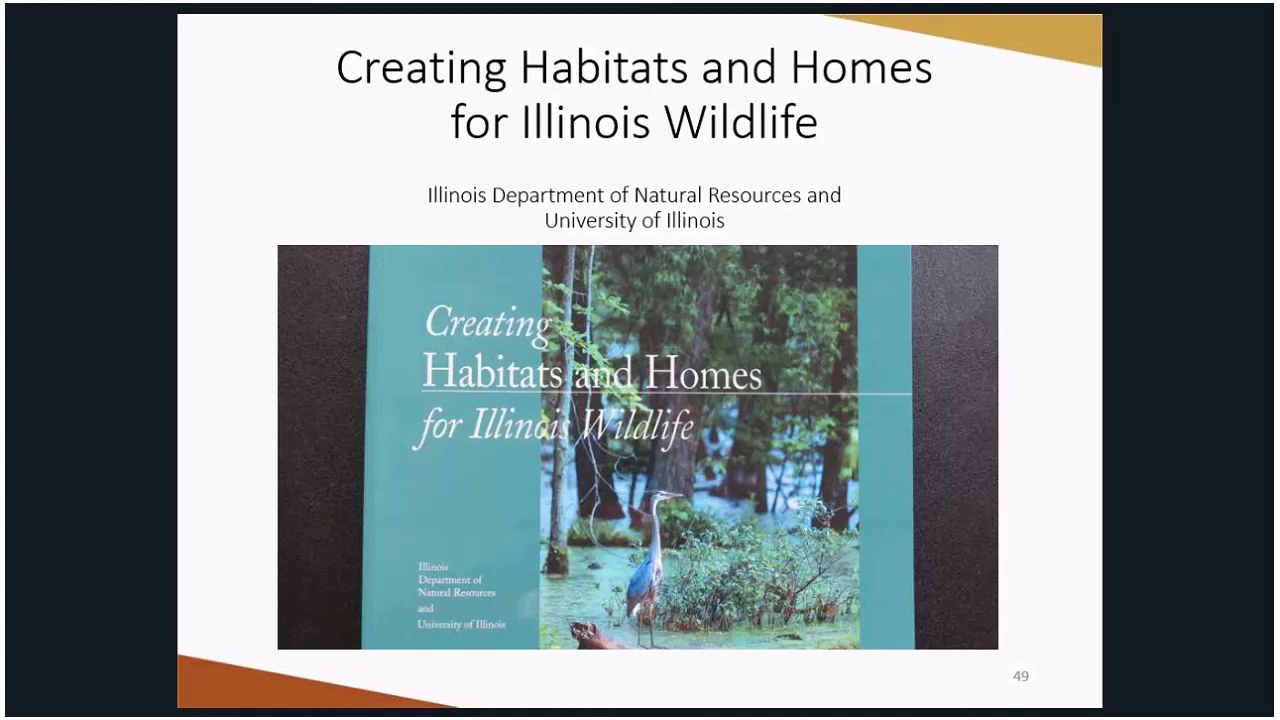 Creating Habitats and Homes
for Illinois Wildlife
Illinois Department of Natural Resources and
University of Illinois
Creating
Habitats and Homes
for Illinois Wildlife
Illinois
Department of
Natural Resources
and
University of Illinois
49